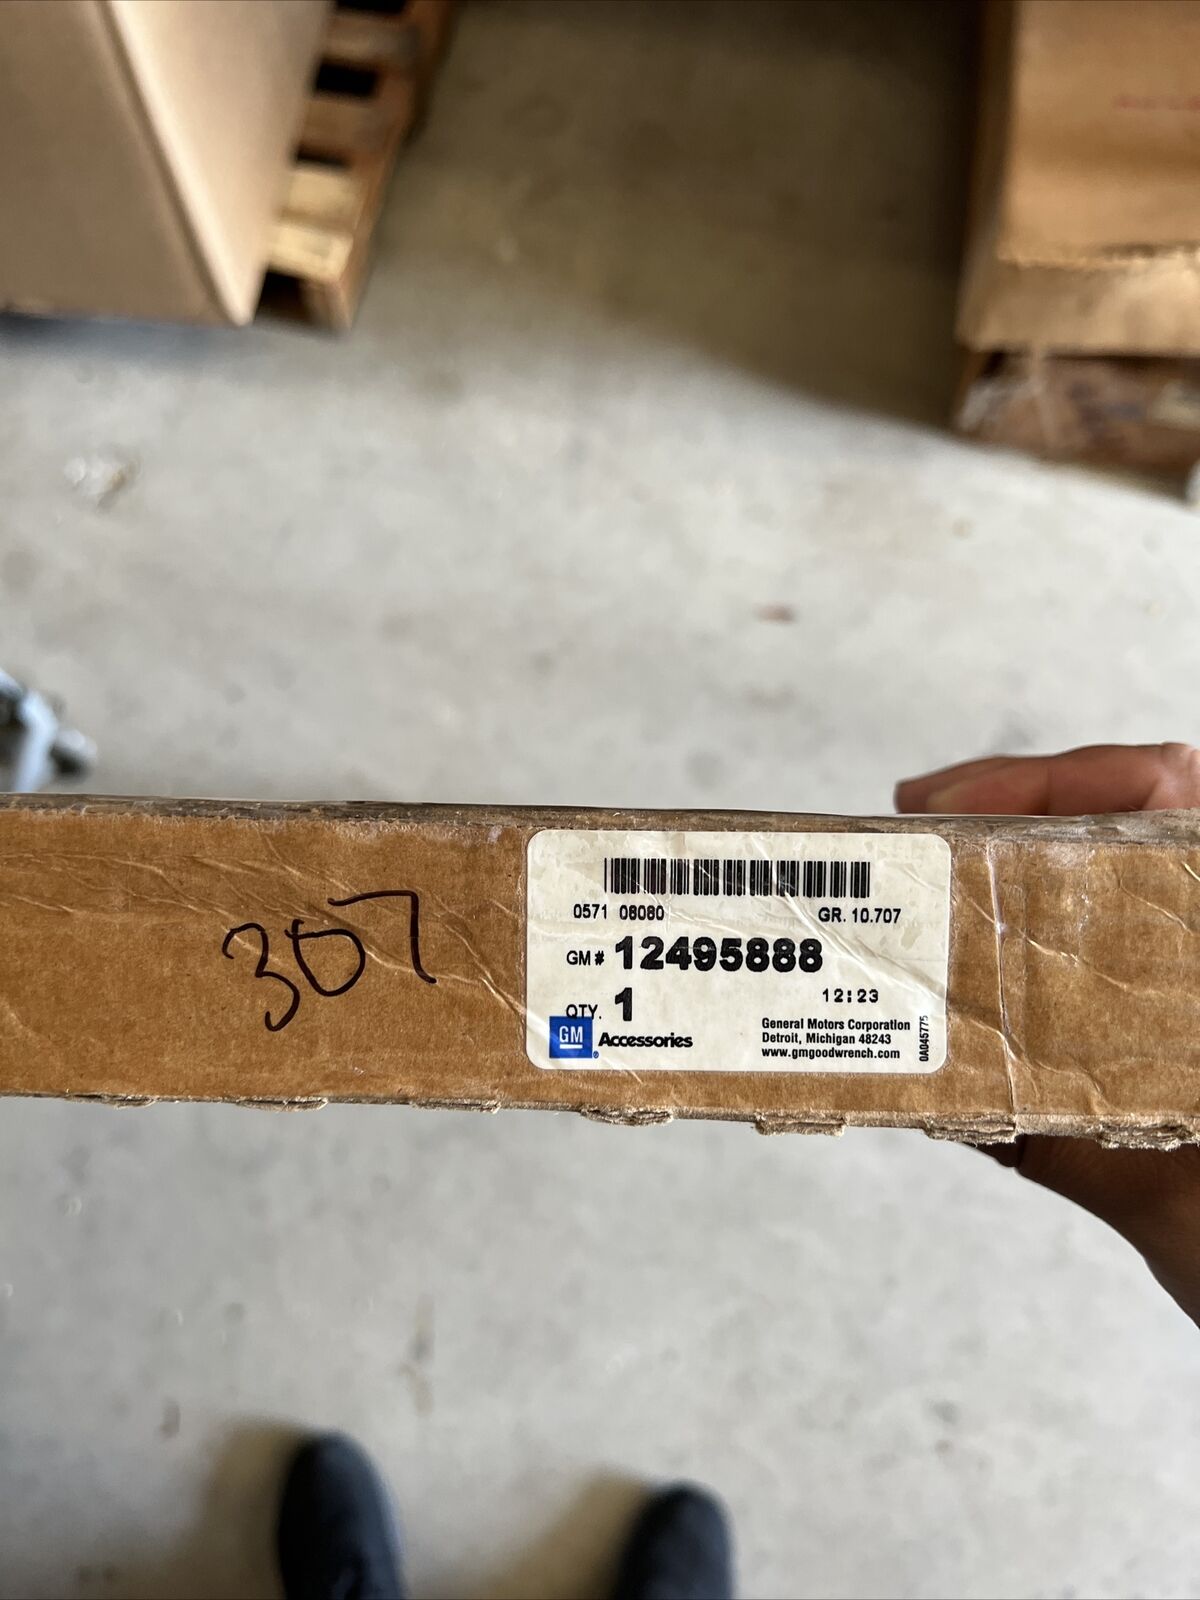 307
0571 08080
GR. 10.707
GM # 12495888
12:23
QTY. 1
GM
Accessories
General Motors Corporation
Detroit, Michigan 48243
www.gmgoodwrench.com
0A045775